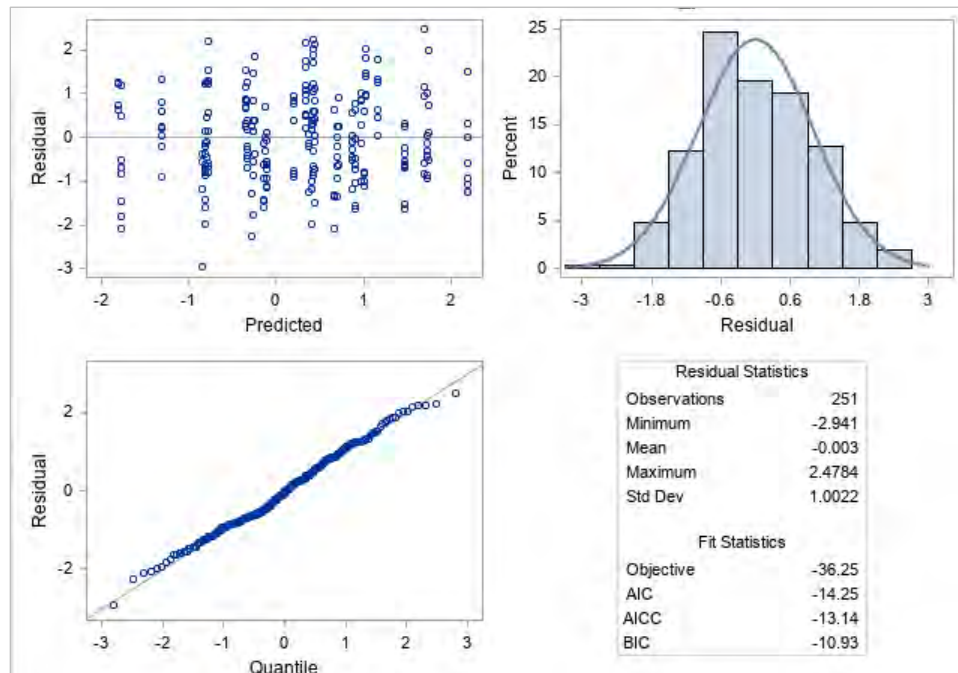 2
1
0
-1
-2
-3
Residual
-2 -1 0 1 2
Predicted
25
20
15
10
5
0
Percent
-3 -1.8 -0.6 0.6 1.8 3
Residual
2
0
-2
Residual
-3 -2 -1 0 1 2 3
Quantile
Residual Statistics
Observations 251
Minimum -2.941
Mean -0.003
Maximum 2.4784
Std Dev 1.0022
Fit Statistics
Objective -36.25
AIC -14.25
AICC -13.14
BIC -10.93